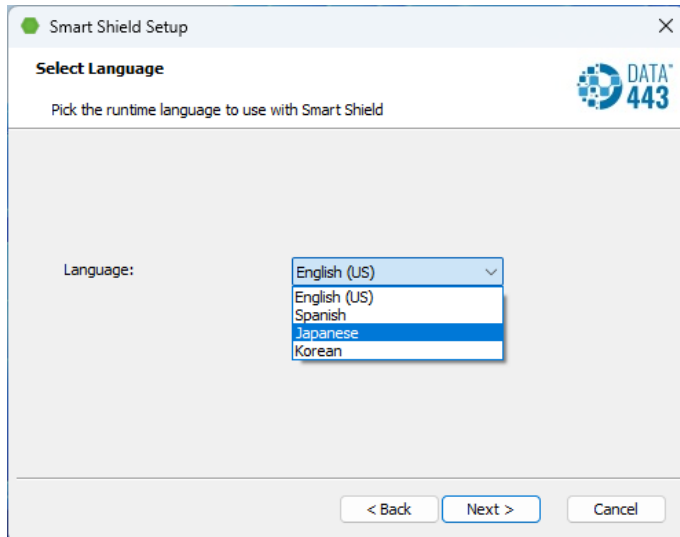 Smart Shield Setup
Select Language
Pick the runtime language to use with Smart Shield
DATA™
443
Language:
English (US)
English (US)
Spanish
Japanese
Korean
< Back
Next >
Cancel